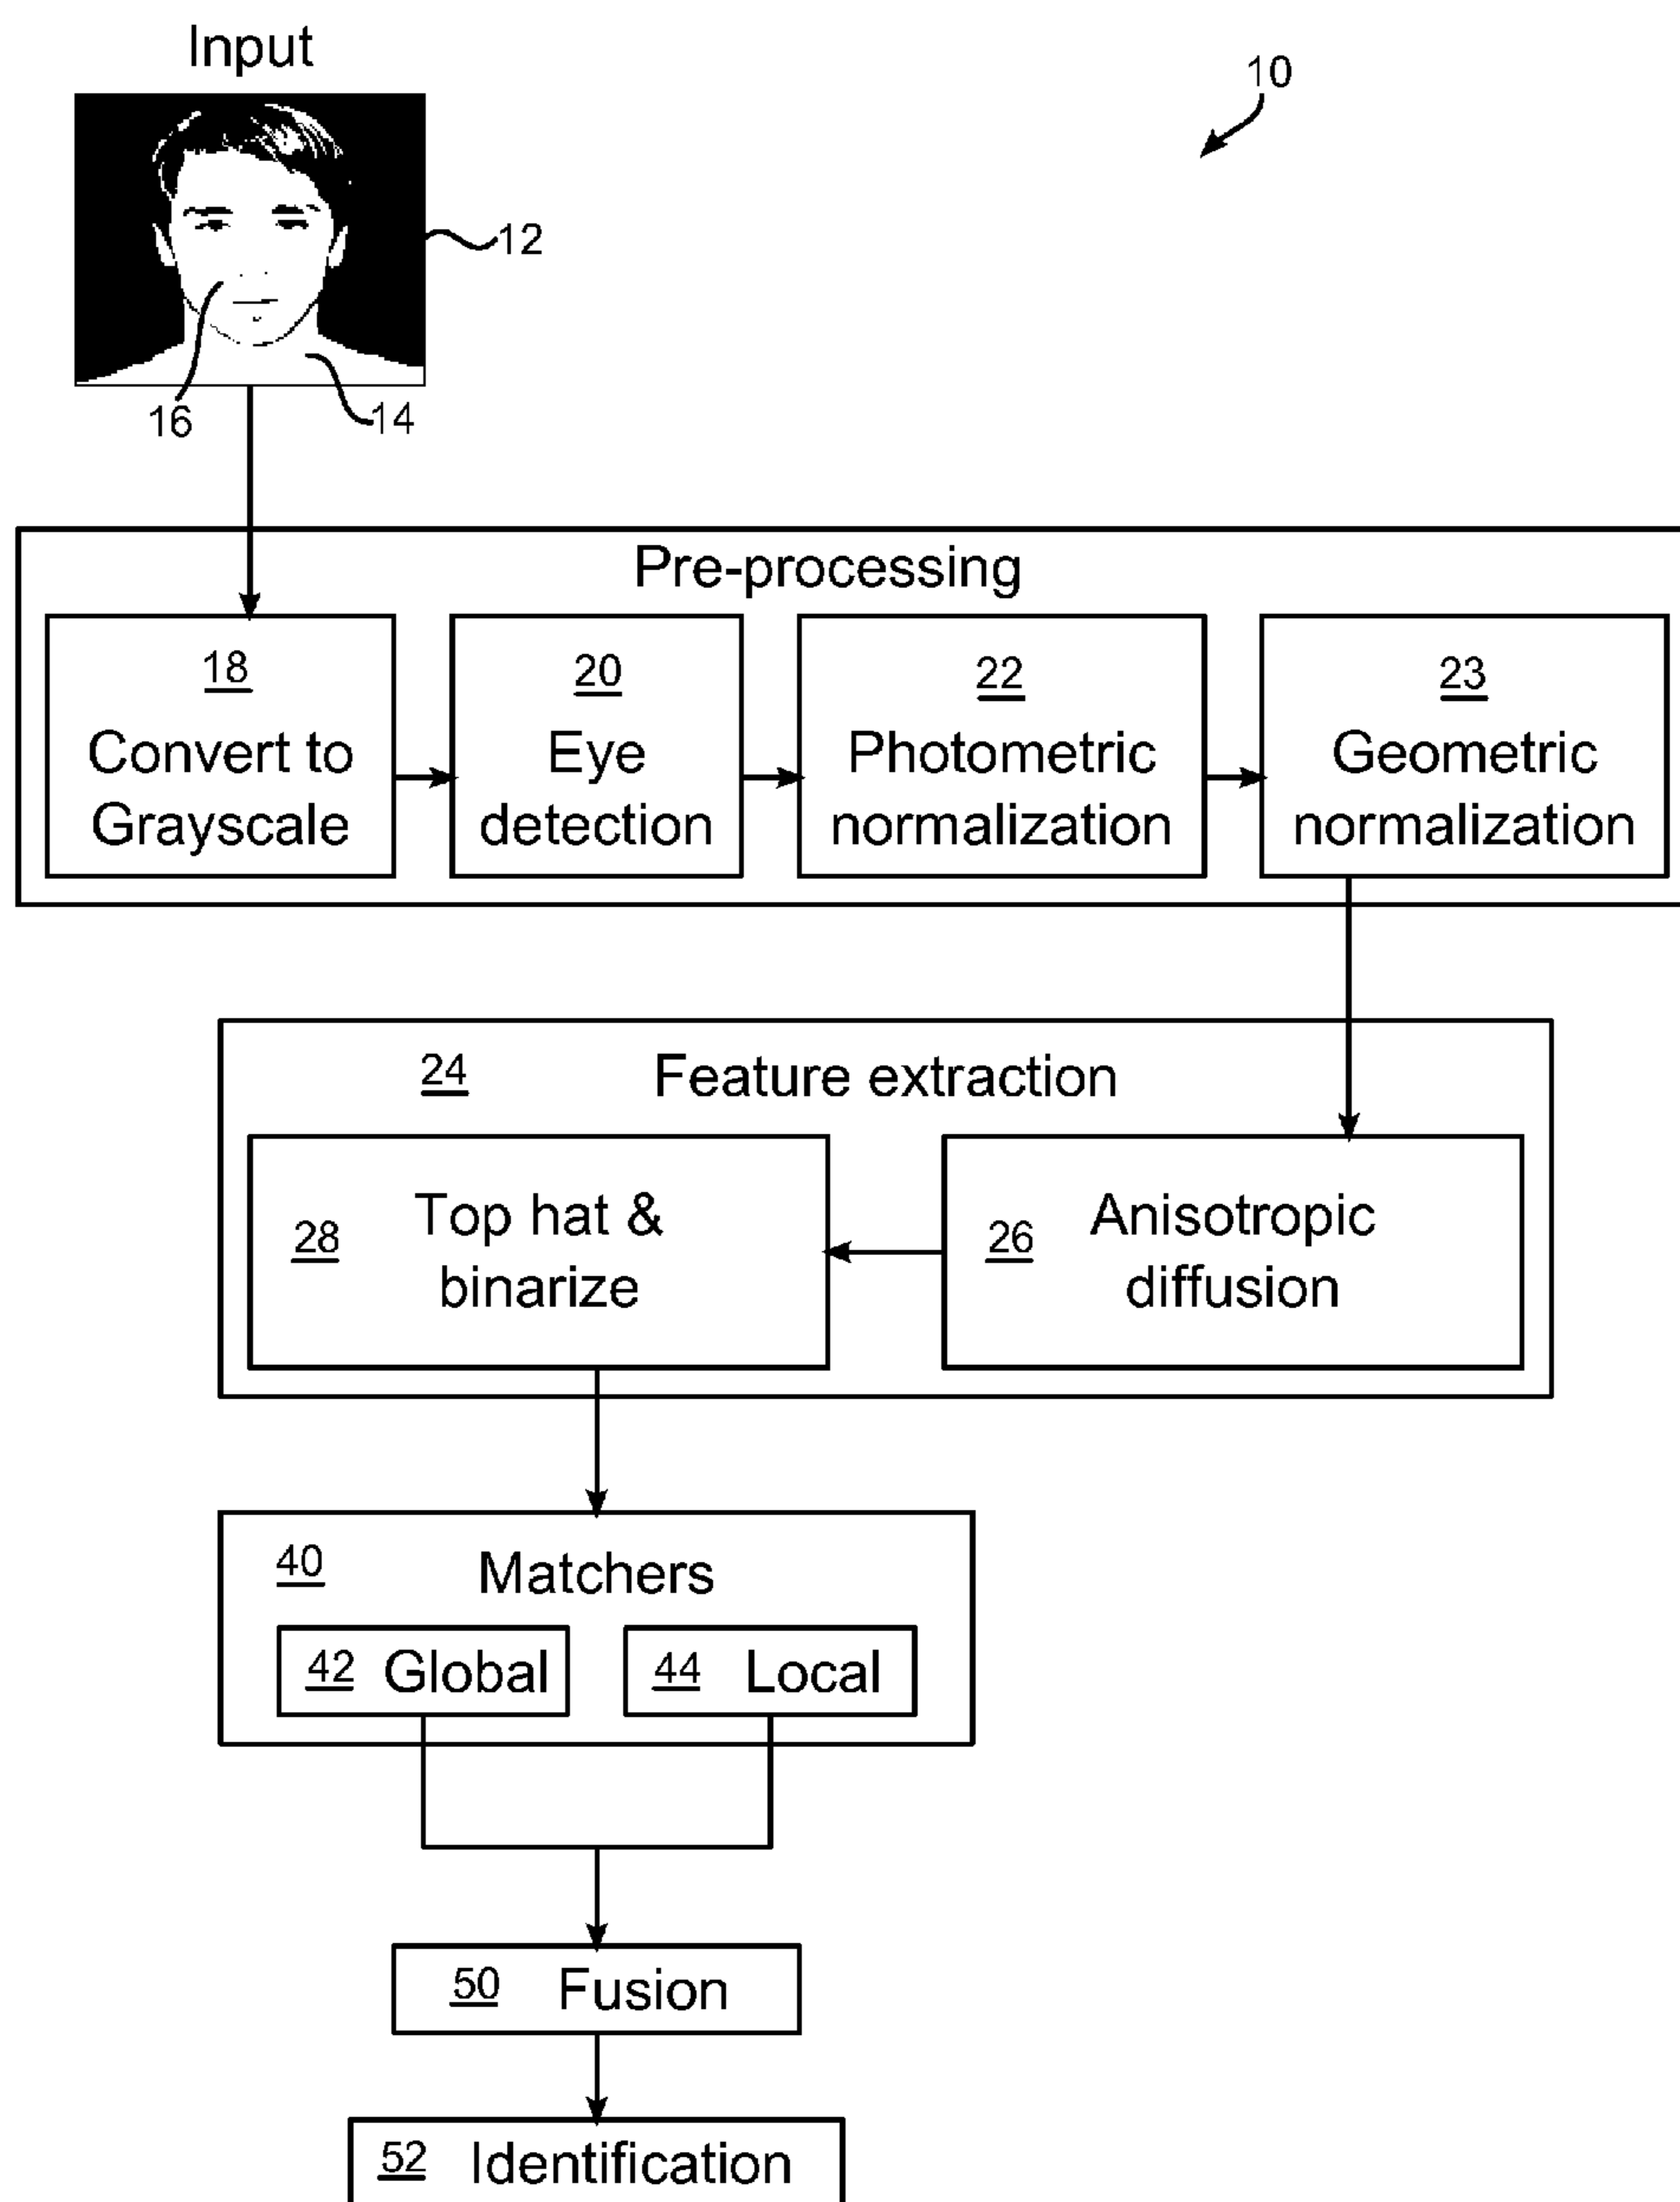 Input
10
12
16
14
Pre-processing
18
Convert to
Grayscale
20
Eye
detection
22
Photometric
normalization
23
Geometric
normalization
24 Feature extraction
28
Top hat &
binarize
26
Anisotropic
diffusion
40 Matchers
42 Global
44 Local
50 Fusion
52 Identification